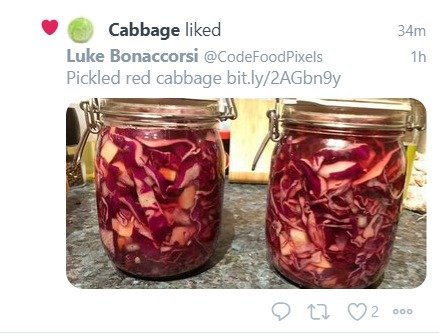 Cabbage liked 34m
Luke Bonaccorsi @CodeFoodPixels 1h
Pickled red cabbage bit.ly/2AGbn9y
2